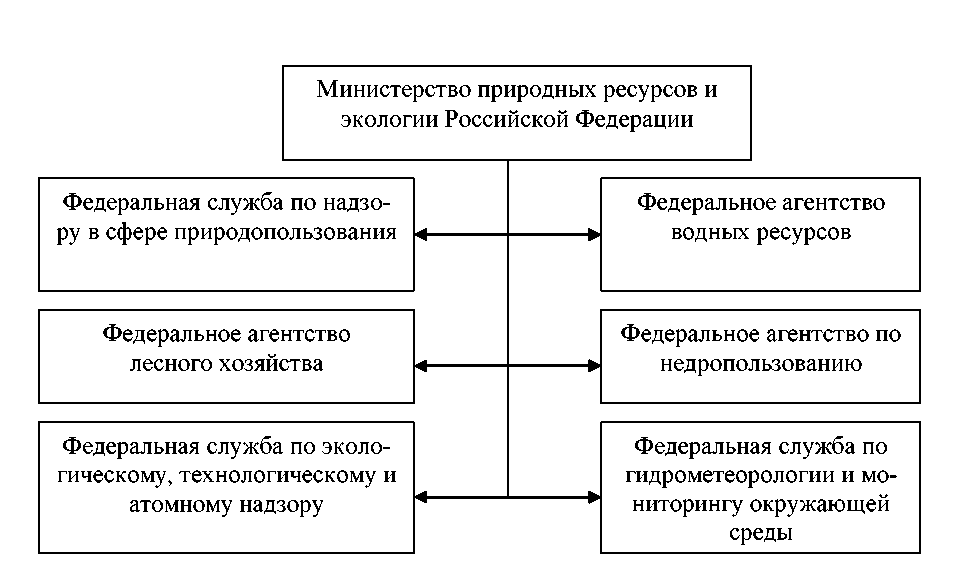 Министерство природных ресурсов и
экологии Российской Федерации
Федеральная служба по надзо-
ру в сфере природопользования
Федеральное агентство
водных ресурсов
Федеральное агентство
лесного хозяйства
Федеральное агентство по
недропользованию
Федеральная служба по эколо-
гическому, технологическому и
атомному надзору
Федеральная служба по
гидрометеорологии и мо-
ниторингу окружающей
среды